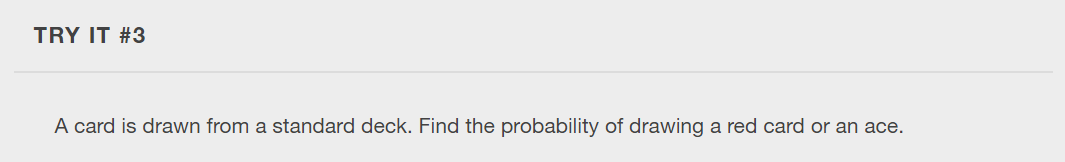 TRY IT #3
A card is drawn from a standard deck. Find the probability of drawing a red card or an ace.